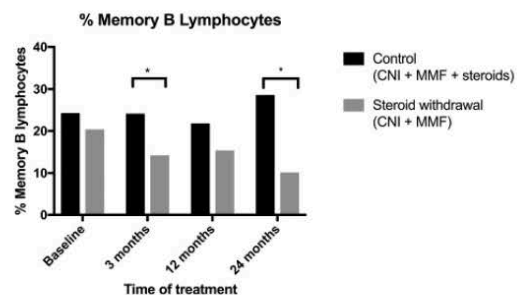 % Memory B Lymphocytes
% Memory B lymphocytes
40
30
20
10
0
*
*
Baseline
3 months
12 months
24 months
Time of treatment
Control
(CNI + MMF + steroids)
Steroid withdrawal
(CNI + MMF)